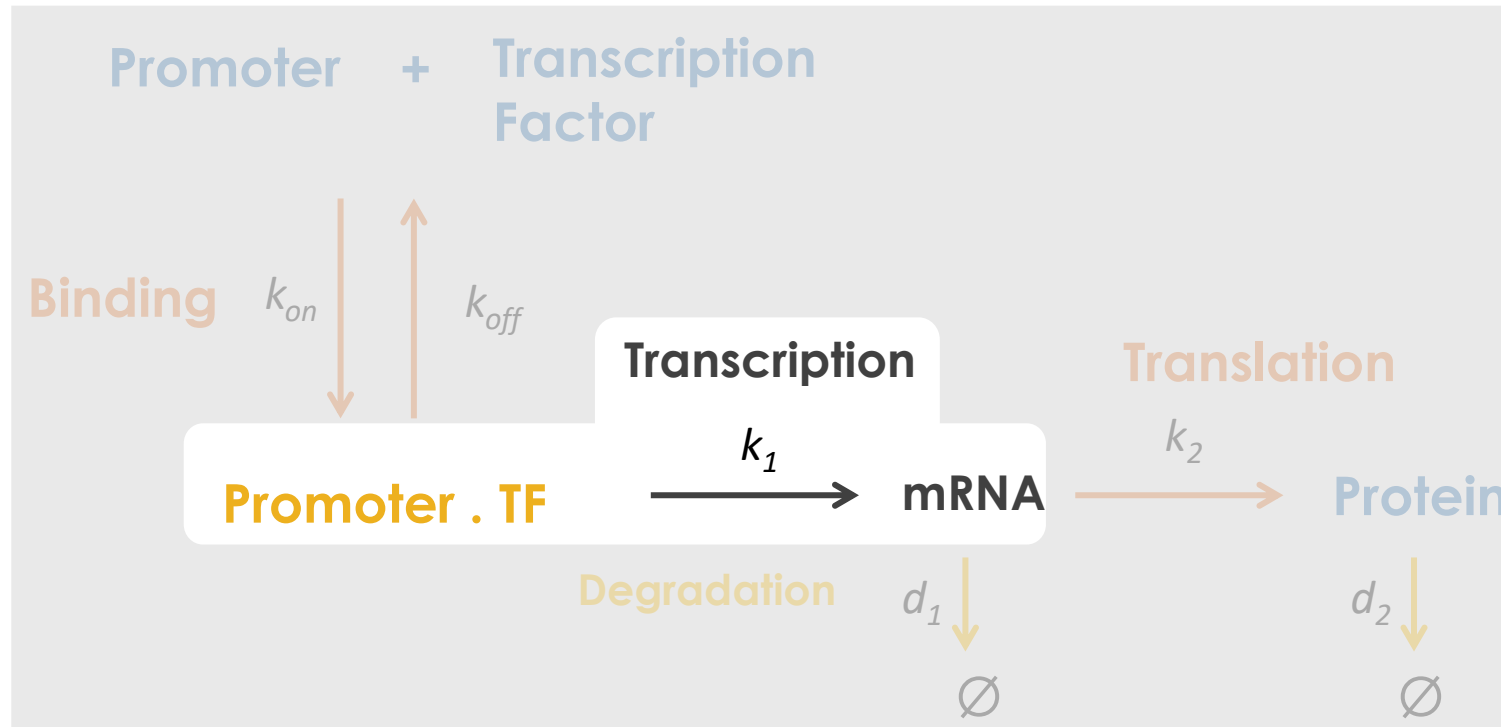 Promoter + Transcription
Factor
Binding
k_on
k_off
Transcription
Translation
k_1
k_2
Promoter . TF
mRNA
Protein
Degradation
d_1
d_2
∅
∅